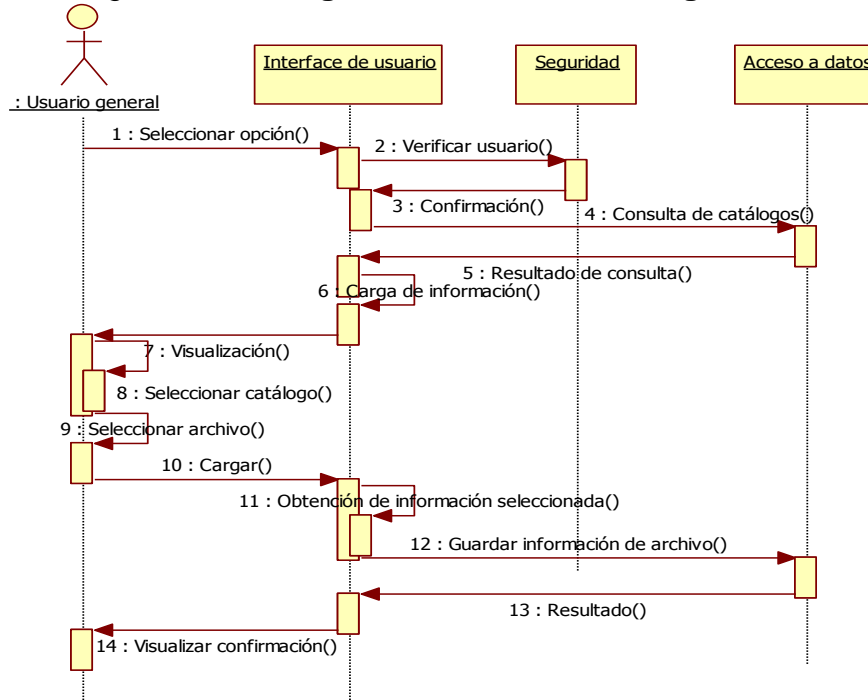 Interface de usuario
Seguridad
Acceso a datos
: Usuario general
1 : Seleccionar opción()
2 : Verificar usuario()
3 : Confirmación()
4 : Consulta de catálogos()
5 : Resultado de consulta()
6 : Carga de información()
7 : Visualización()
8 : Seleccionar catálogo()
9 : Seleccionar archivo()
10 : Cargar()
11 : Obtención de información seleccionada()
12 : Guardar información de archivo()
13 : Resultado()
14 : Visualizar confirmación()